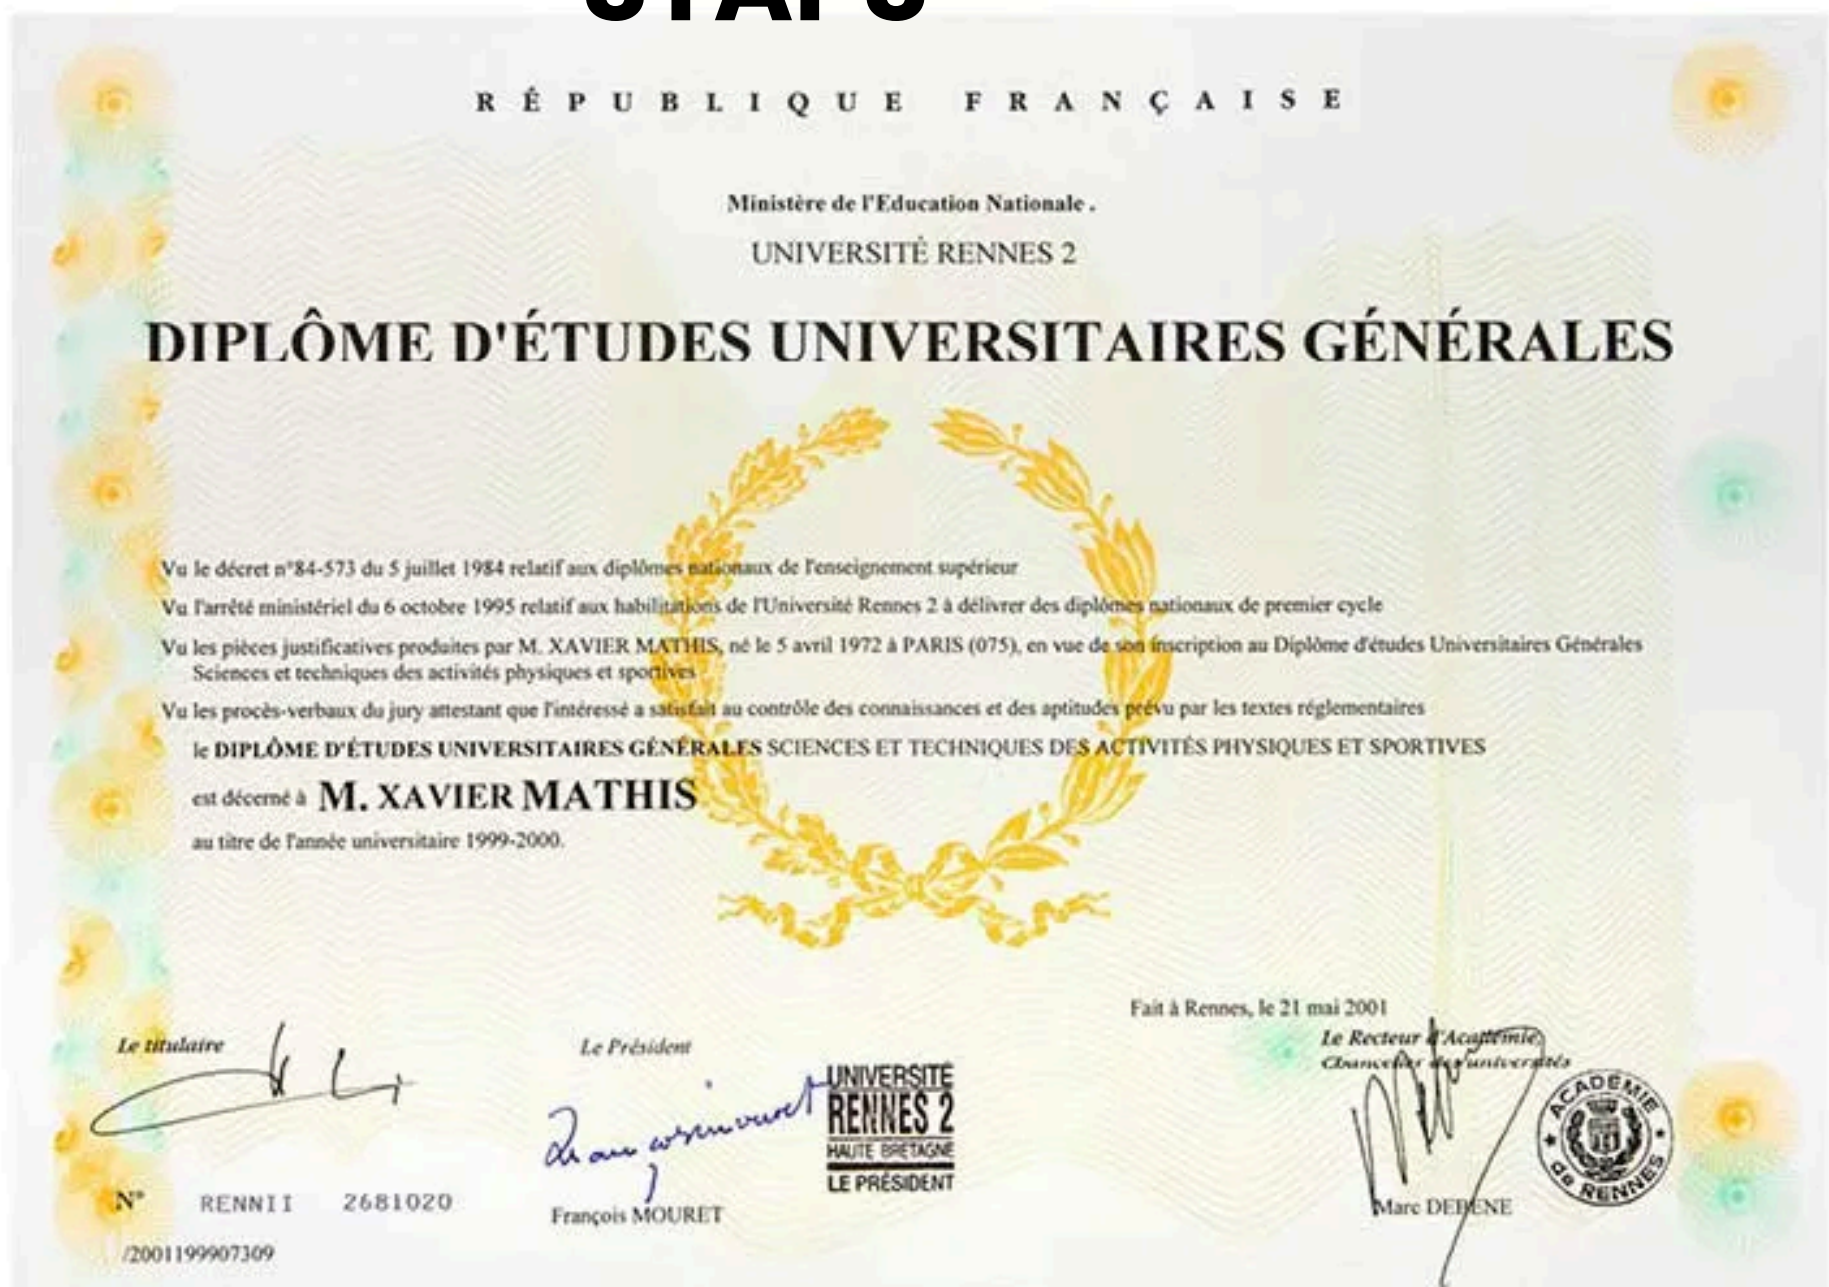 STAPS
RÉPUBLIQUE FRANÇAISE
Ministère de l'Education Nationale .
UNIVERSITÉ RENNES 2
DIPLÔME D'ÉTUDES UNIVERSITAIRES GÉNÉRALES
Vu le décret n°84-573 du 5 juillet 1984 relatif aux diplômes nationaux de l'enseignement supérieur
Vu l'arrêté ministériel du 6 octobre 1995 relatif aux habilitations de l'Université Rennes 2 à délivrer des diplômes nationaux de premier cycle
Vu les pièces justificatives produites par M. XAVIER MATHIS, né le 5 avril 1972 à PARIS (075), en vue de son inscription au Diplôme d'études Universitaires Générales
Sciences et techniques des activités physiques et sportives
Vu les procès-verbaux du jury attestant que l'intéressé a satisfait au contrôle des connaissances et des aptitudes prévu par les textes réglementaires
le DIPLÔME D'ÉTUDES UNIVERSITAIRES GÉNÉRALES SCIENCES ET TECHNIQUES DES ACTIVITÉS PHYSIQUES ET SPORTIVES
est décerné à M. XAVIER MATHIS
au titre de l'année universitaire 1999-2000.
Fait à Rennes, le 21 mai 2001
Le titulaire
Le Président
Le Recteur d'Académie,
Chancelier des universités
UNIVERSITÉ
RENNES 2
HAUTE BRETAGNE
LE PRÉSIDENT
ACADEMIE de RENNES
François MOURET
Marc DEBENE
N° RENNII 2681020
/2001199907309